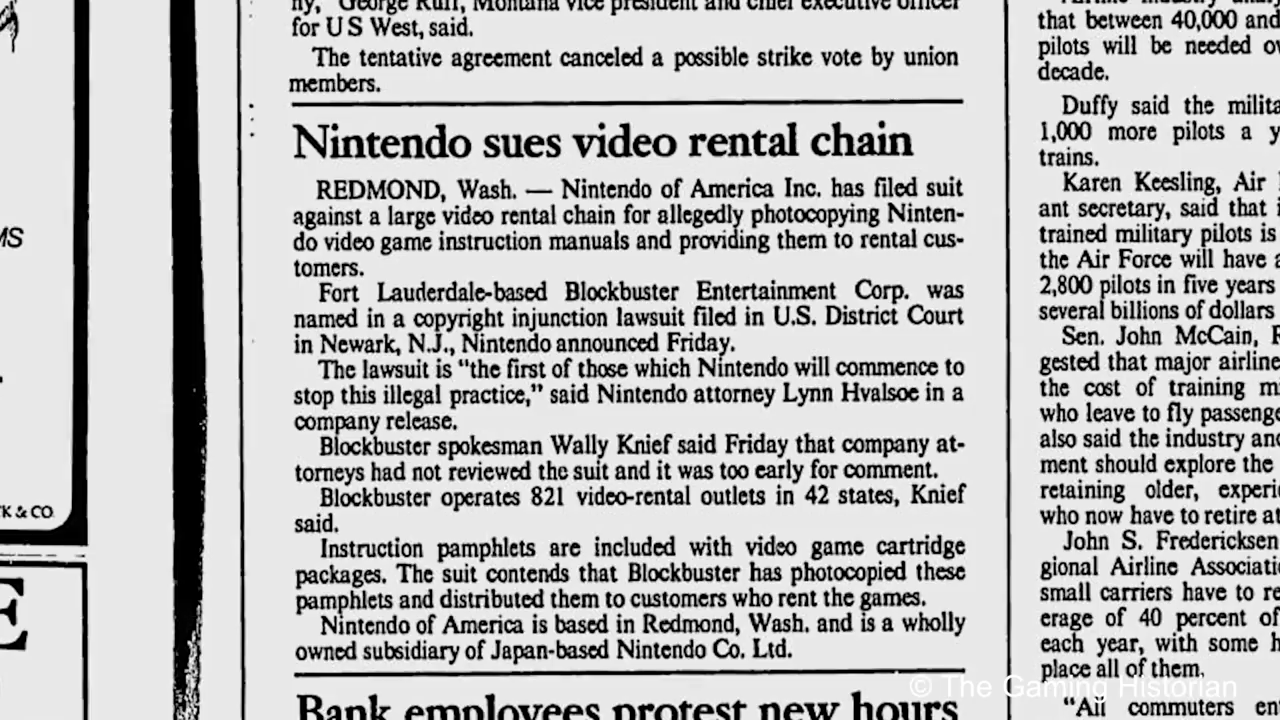 ny," George Ruff, Montana vice president and chief executive officer
for U S West, said.
The tentative agreement canceled a possible strike vote by union
members.
Nintendo sues video rental chain
REDMOND, Wash. — Nintendo of America Inc. has filed suit
against a large video rental chain for allegedly photocopying Ninten-
do video game instruction manuals and providing them to rental cus-
tomers.
Fort Lauderdale-based Blockbuster Entertainment Corp. was
named in a copyright injunction lawsuit filed in U.S. District Court
in Newark, N.J., Nintendo announced Friday.
The lawsuit is "the first of those which Nintendo will commence to
stop this illegal practice," said Nintendo attorney Lynn Hvalsoe in a
company release.
Blockbuster spokesman Wally Knief said Friday that company at-
torneys had not reviewed the suit and it was too early for comment.
Blockbuster operates 821 video-rental outlets in 42 states, Knief
said.
Instruction pamphlets are included with video game cartridge
packages. The suit contends that Blockbuster has photocopied these
pamphlets and distributed them to customers who rent the games.
Nintendo of America is based in Redmond, Wash. and is a wholly
owned subsidiary of Japan-based Nintendo Co. Ltd.
Bank employees protest new hours
that between 40,000 and
pilots will be needed ov
decade.
Duffy said the milita
1,000 more pilots a y
trains.
Karen Keesling, Air
ant secretary, said that i
trained military pilots is
the Air Force will have a
2,800 pilots in five years
several billions of dollars
Sen. John McCain, R
gested that major airline
the cost of training m
who leave to fly passenge
also said the industry and
ment should explore the
retaining older, experie
who now have to retire at
John S. Fredericksen
gional Airline Associatio
small carriers have to re
erage of 40 percent of
each year, with some h
place all of them.
"All commuters en
MS
K & CO.
E
© The Gaming Historian